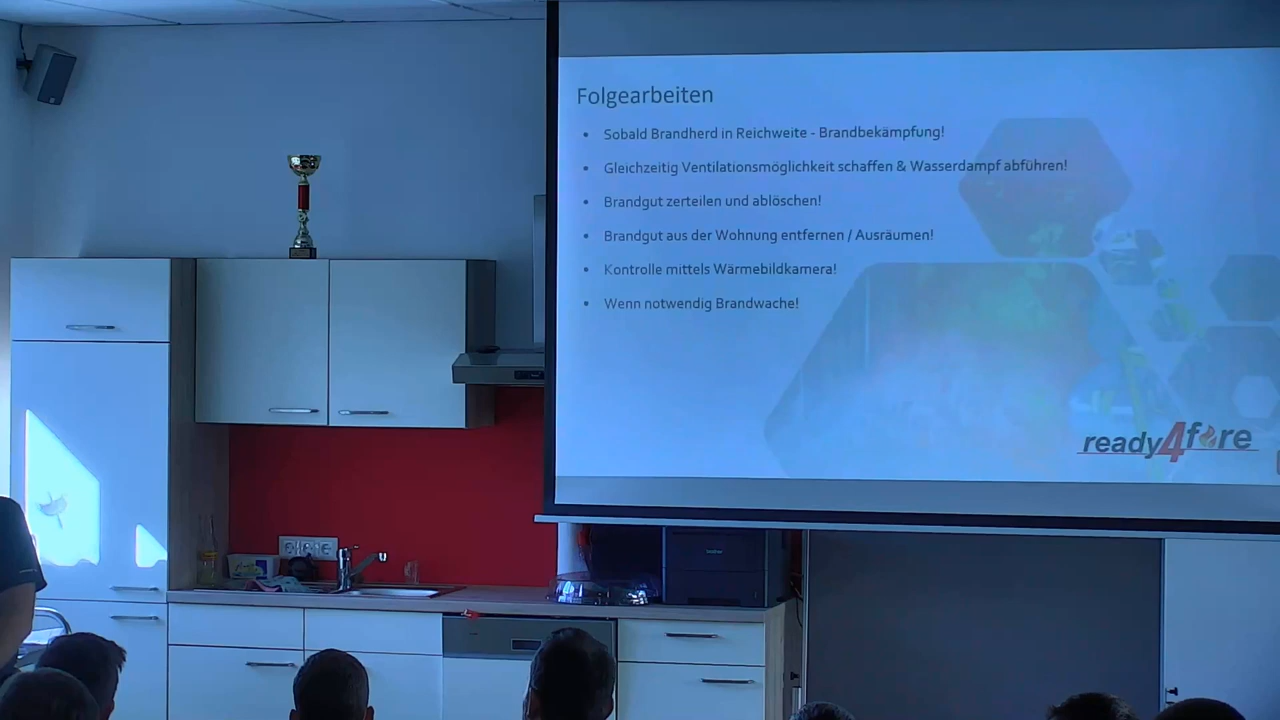 Folgearbeiten
• Sobald Brandherd in Reichweite - Brandbekämpfung!
• Gleichzeitig Ventilationsmöglichkeit schaffen & Wasserdampf abführen!
• Brandgut zerteilen und ablöschen!
• Brandgut aus der Wohnung entfernen / Ausräumen!
• Kontrolle mittels Wärmebildkamera!
• Wenn notwendig Brandwache!
ready4fire
brother